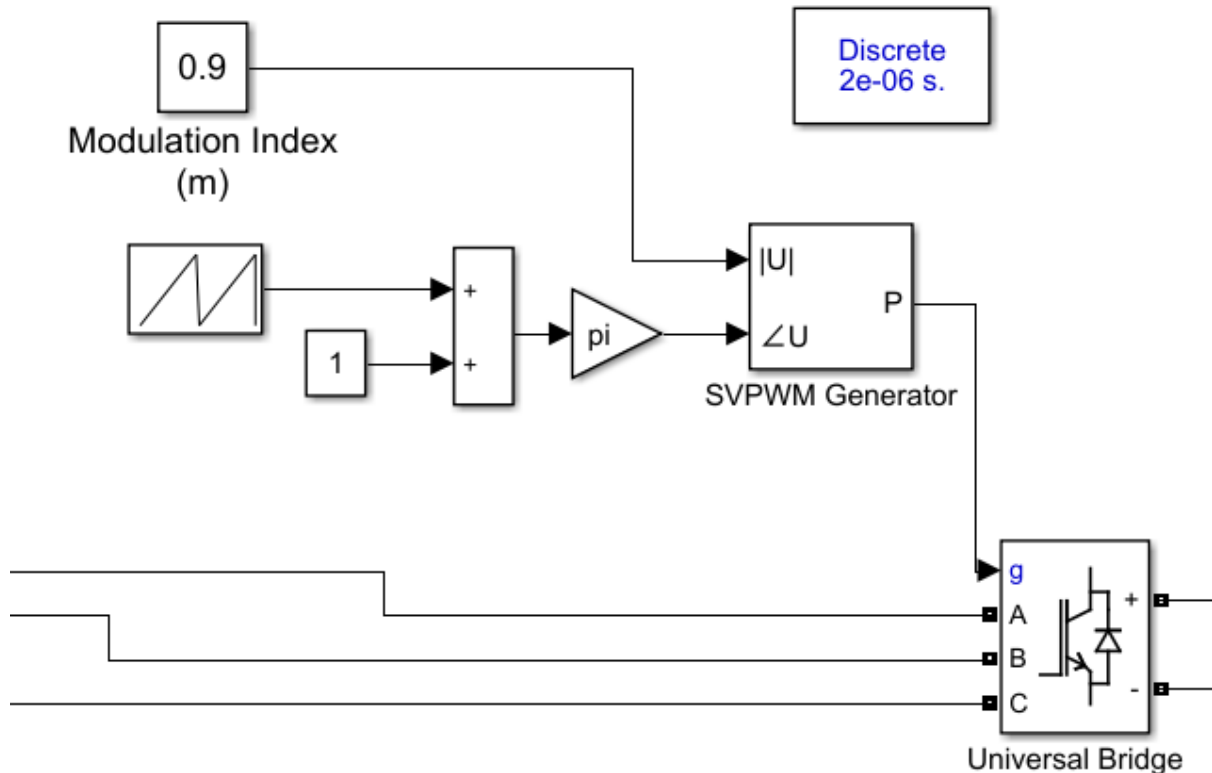 0.9
Modulation Index
(m)
Discrete
2e-06 s.
+
+
1
pi
|U|
∠U
P
SVPWM Generator
g
A
B
C
+
-
Universal Bridge